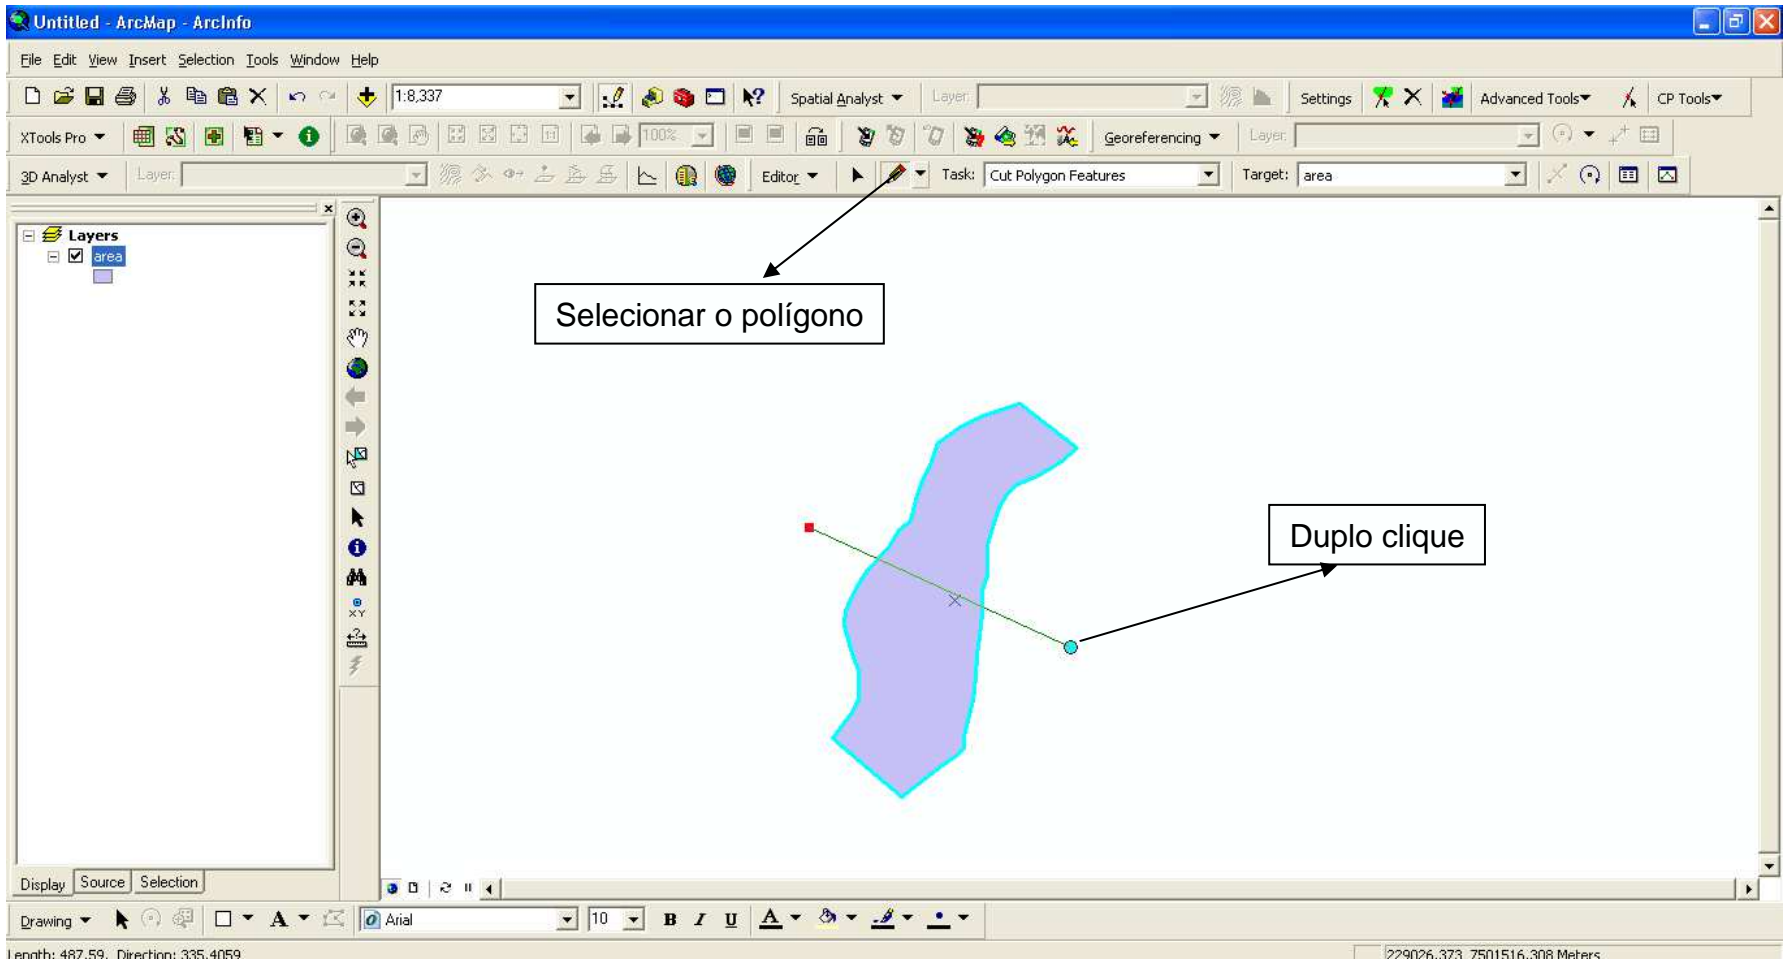 Untitled - ArcMap - ArcInfo
File Edit View Insert Selection Tools Window Help
1:8,337 Spatial Analyst Layer: Settings Advanced Tools CP Tools
XTools Pro 100% Georeferencing Layer:
3D Analyst Layer: Editor Task: Cut Polygon Features Target: area
Layers
area
Selecionar o polígono
Duplo clique
Display Source Selection
Drawing A Arial 10 B I U A
Length: 487,59, Direction: 335,4059
229026,373 7501516,308 Meters